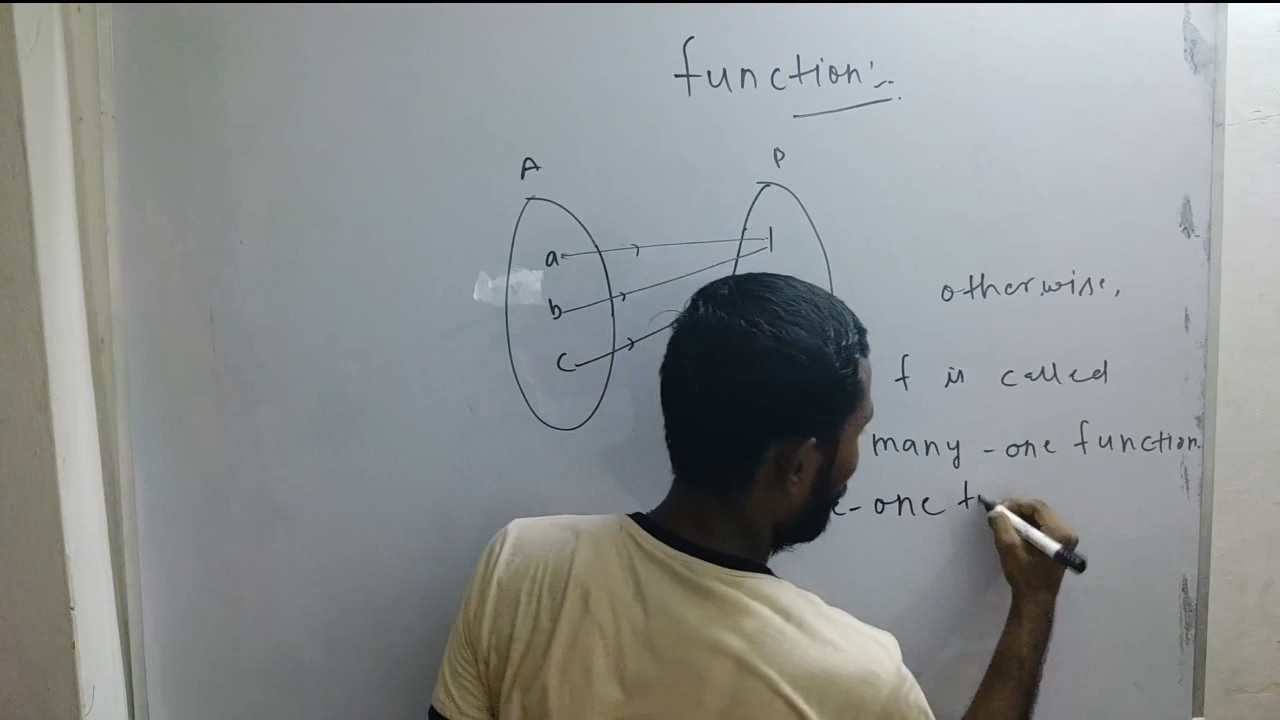 function:-
A
P
a
1
b
c
otherwise,
f is called
many-one function.
-one